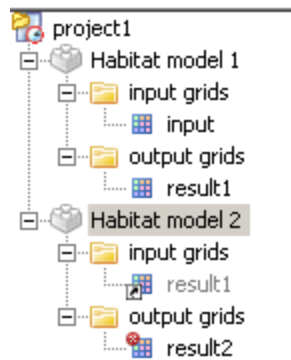 project1
Habitat model 1
input grids
input
output grids
result1
Habitat model 2
input grids
result1
output grids
result2